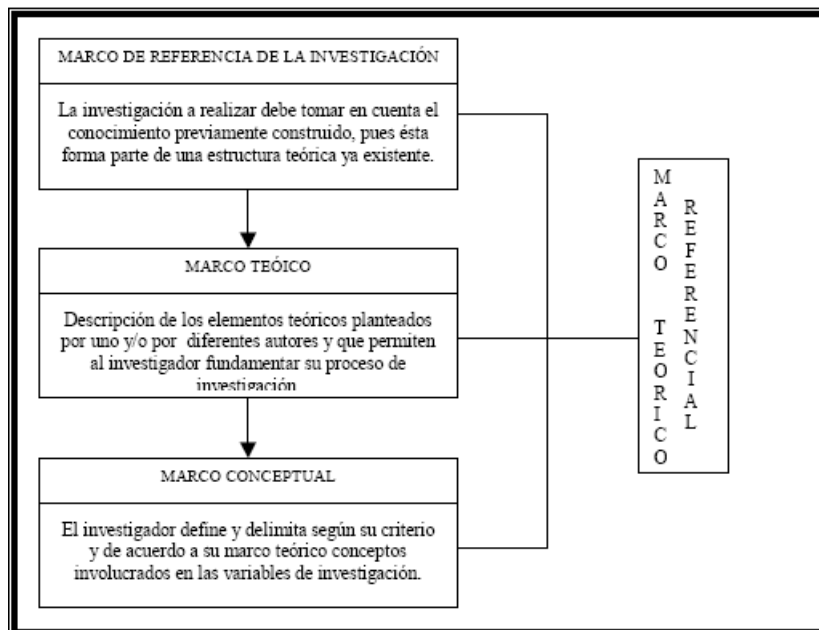 MARCO DE REFERENCIA DE LA INVESTIGACIÓN
La investigación a realizar debe tomar en cuenta el
conocimiento previamente construido, pues ésta
forma parte de una estructura teórica ya existente.
MARCO TEÓICO
Descripción de los elementos teóricos planteados
por uno y/o por diferentes autores y que permiten
al investigador fundamentar su proceso de
investigación
MARCO CONCEPTUAL
El investigador define y delimita según su criterio
y de acuerdo a su marco teórico conceptos
involucrados en las variables de investigación.
MARCO TEORICO
REFERENCIAL